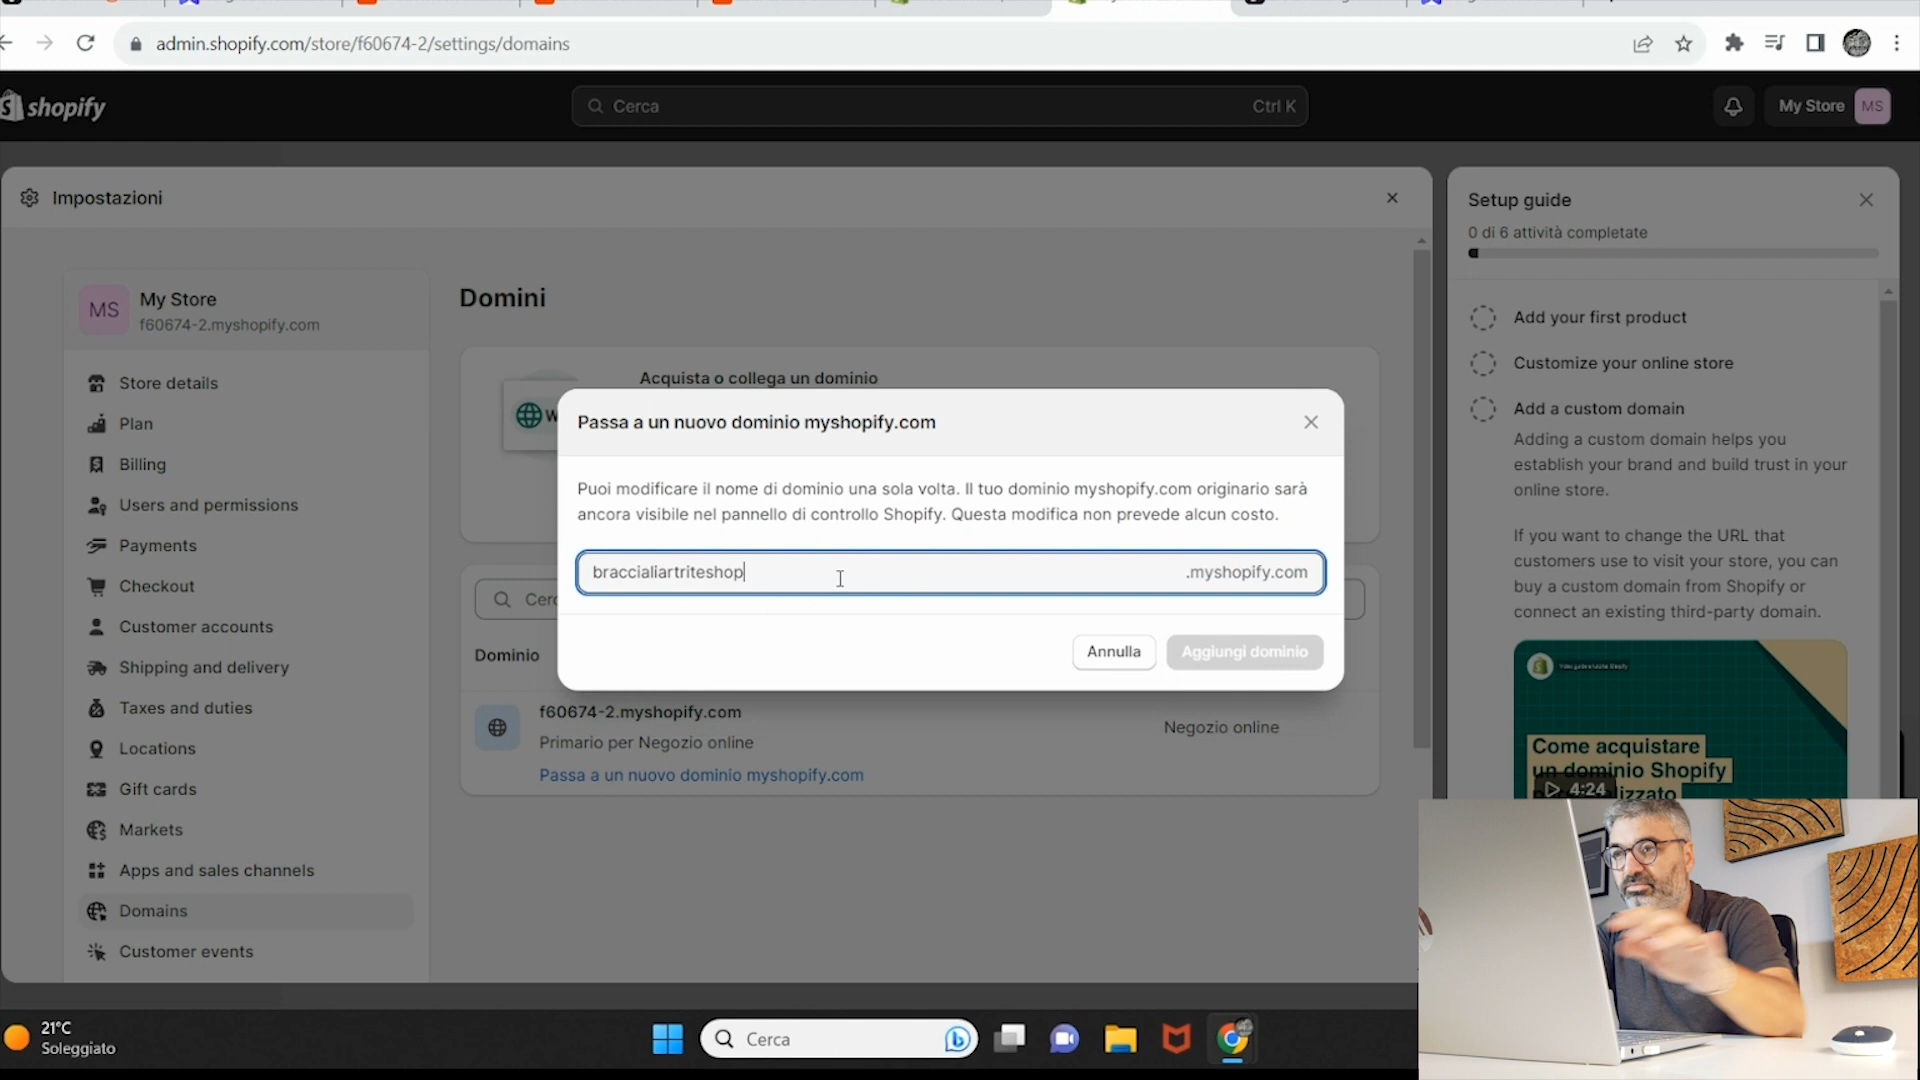 admin.shopify.com/store/f60674-2/settings/domains
shopify
Cerca
Ctrl K
My Store
MS
Impostazioni
MS
My Store
f60674-2.myshopify.com
Store details
Plan
Billing
Users and permissions
Payments
Checkout
Customer accounts
Shipping and delivery
Taxes and duties
Locations
Gift cards
Markets
Apps and sales channels
Domains
Customer events
Domini
Acquista o collega un dominio
W
Passa a un nuovo dominio myshopify.com
Puoi modificare il nome di dominio una sola volta. Il tuo dominio myshopify.com originario sarà
ancora visibile nel pannello di controllo Shopify. Questa modifica non prevede alcun costo.
braccialiartriteshop
.myshopify.com
Annulla
Aggiungi dominio
Dominio
f60674-2.myshopify.com
Primario per Negozio online
Negozio online
Passa a un nuovo dominio myshopify.com
Setup guide
0 di 6 attività completate
Add your first product
Customize your online store
Add a custom domain
Adding a custom domain helps you
establish your brand and build trust in your
online store.
If you want to change the URL that
customers use to visit your store, you can
buy a custom domain from Shopify or
connect an existing third-party domain.
Come acquistare
un dominio Shopify
4:24
21°C
Soleggiato
Cerca